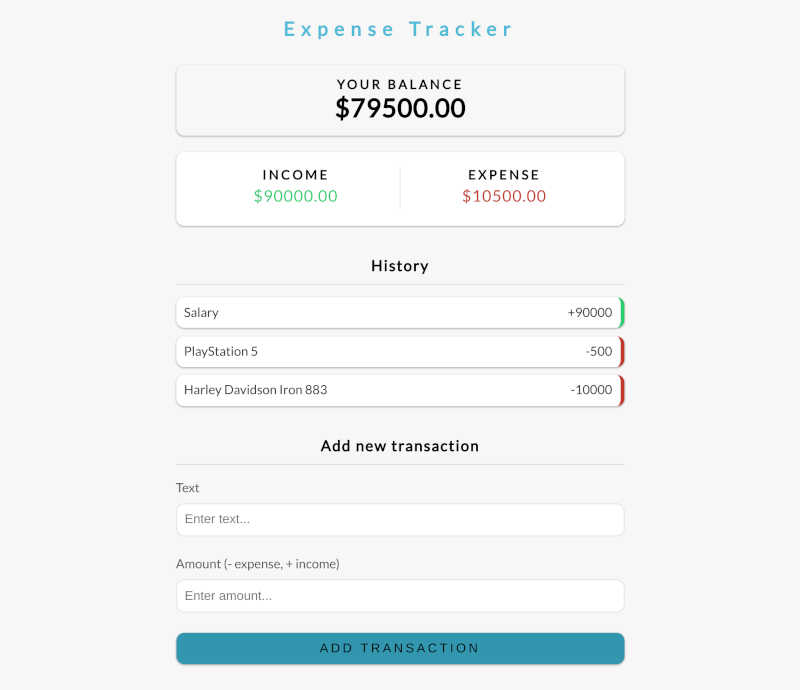 Expense Tracker
YOUR BALANCE
$79500.00
INCOME EXPENSE
$90000.00 $10500.00
History
Salary +90000
PlayStation 5 -500
Harley Davidson Iron 883 -10000
Add new transaction
Text
Enter text...
Amount (- expense, + income)
Enter amount...
ADD TRANSACTION